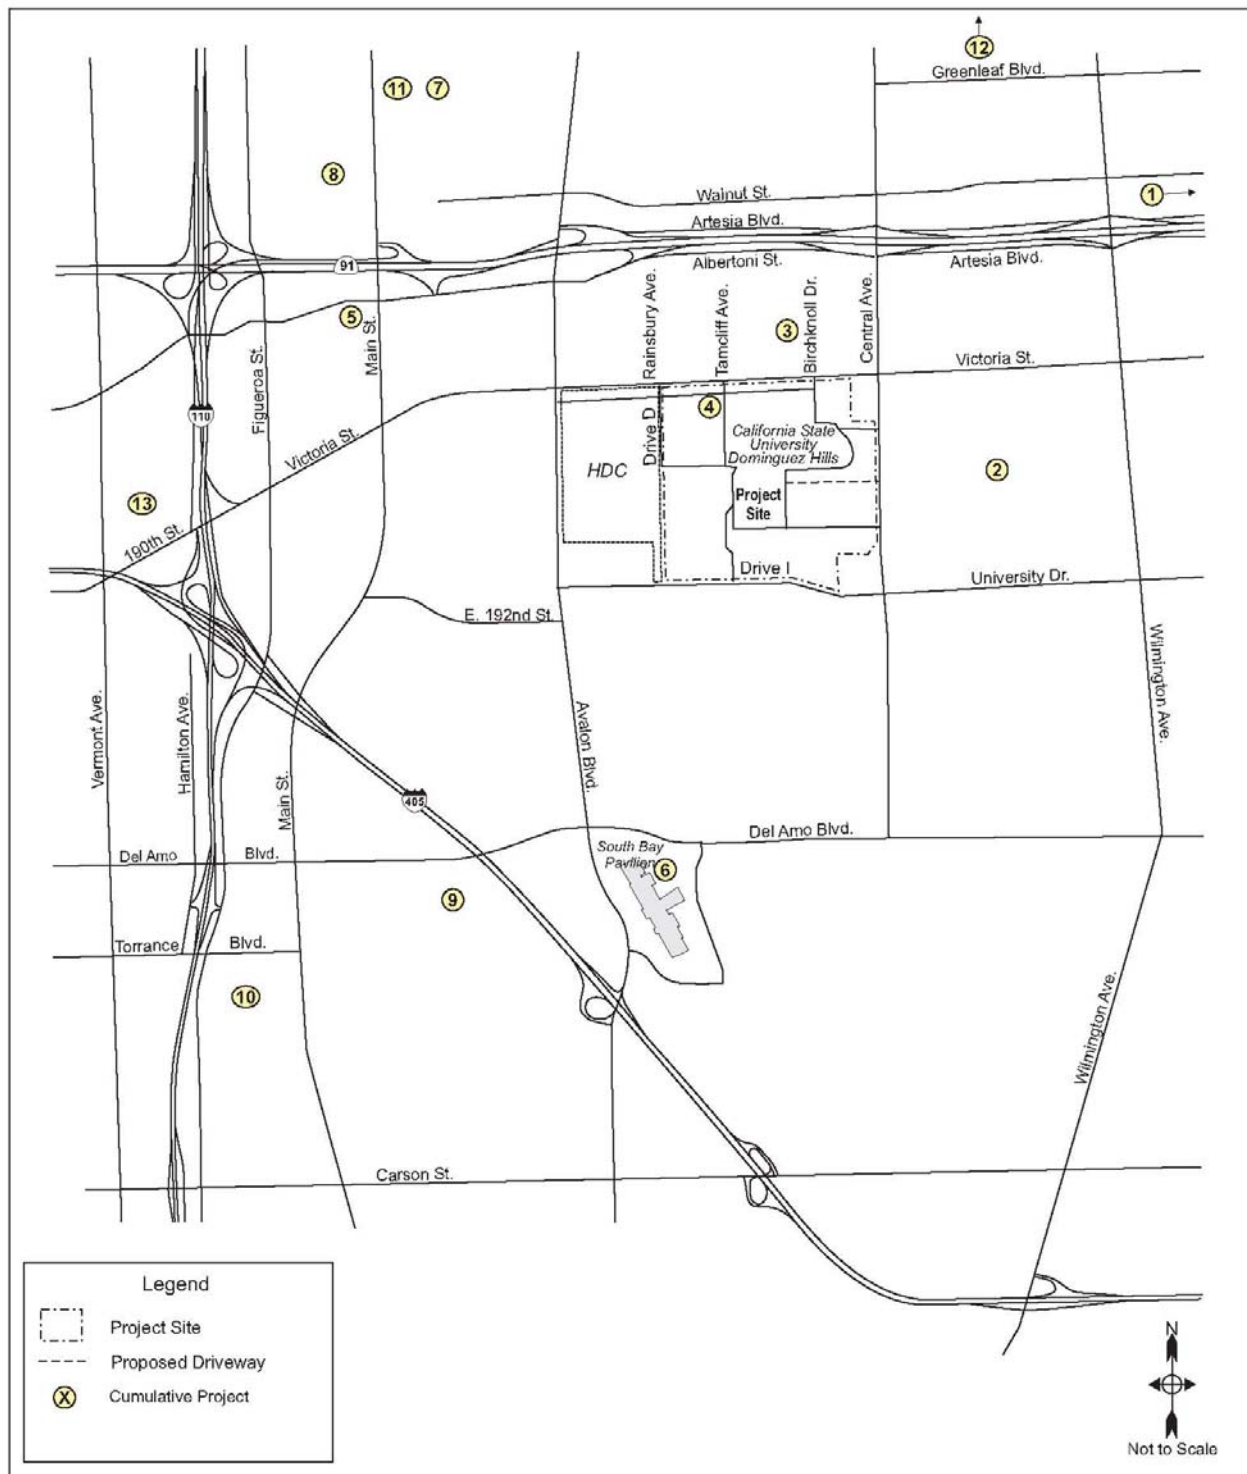 12
Greenleaf Blvd.
11
7
8
Walnut St.
1
Artesia Blvd.
91
Albertoni St.
Artesia Blvd.
5
Main St.
Rainsbury Ave.
Tamcliff Ave.
3
Birchknoll Dr.
Central Ave.
Victoria St.
Figueroa St.
110
4
Victoria St.
Drive D
California State
University
Dominguez Hills
HDC
2
13
Project
Site
190th St.
Drive I
University Dr.
E. 192nd St.
Vermont Ave.
Hamilton Ave.
Main St.
Avalon Blvd.
Wilmington Ave.
405
Del Amo Blvd.
Del Amo
Blvd.
South Bay
Pavilion
6
9
Torrance
Blvd.
10
Wilmington Ave.
Carson St.
Legend
Project Site
Proposed Driveway
X
Cumulative Project
N
Not to Scale